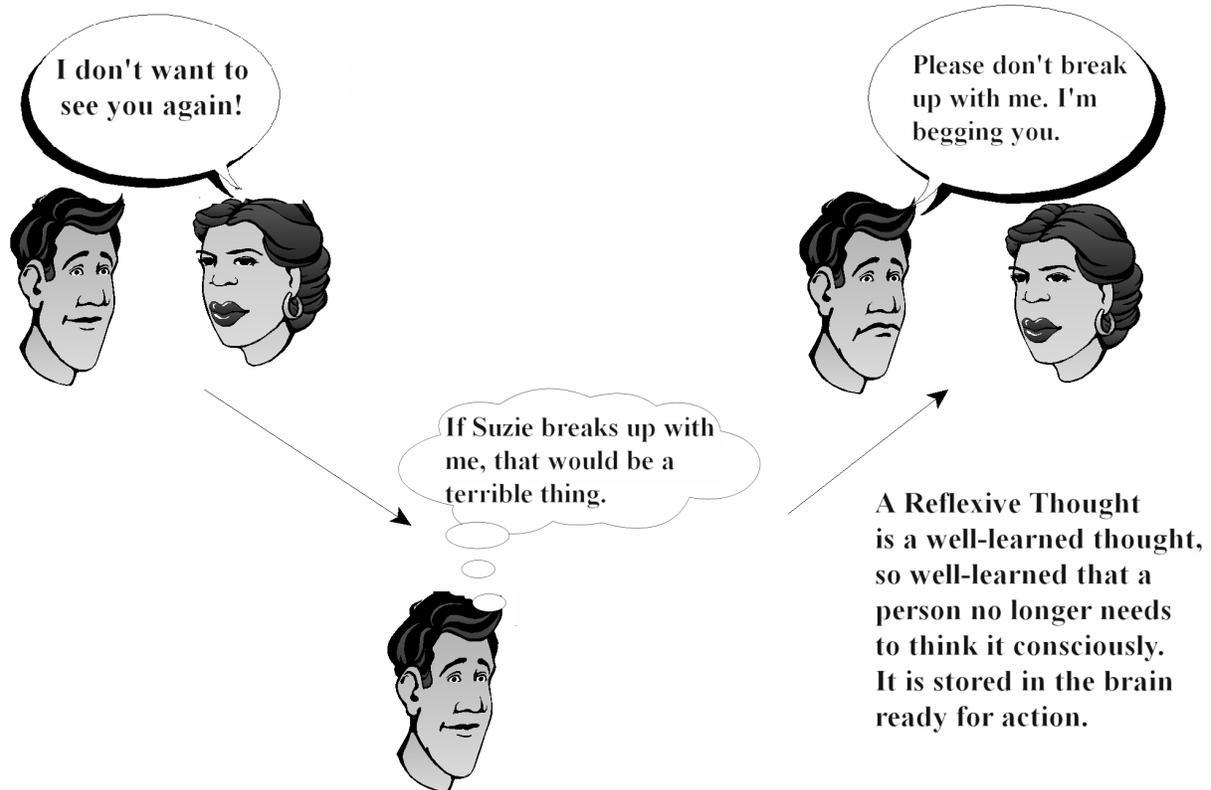 I don't want to
see you again!
Please don't break
up with me. I'm
begging you.
If Suzie breaks up with
me, that would be a
terrible thing.
A Reflexive Thought
is a well-learned thought,
so well-learned that a
person no longer needs
to think it consciously.
It is stored in the brain
ready for action.